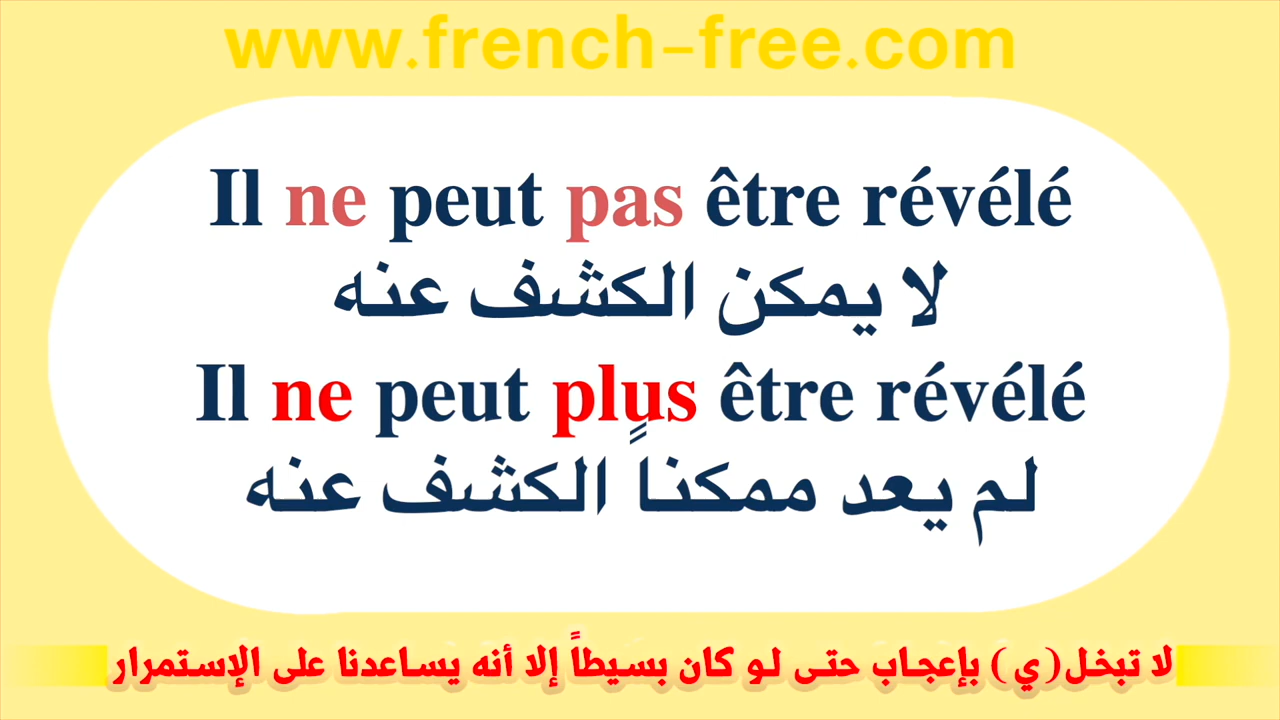 www.french-free.com
Il ne peut pas être révélé
لا يمكن الكشف عنه
Il ne peut plus être révélé
لم يعد ممكناً الكشف عنه
لا تبخل(ي) بإعجاب حتى لو كان بسيطاً إلا أنه يساعدنا على الإستمرار